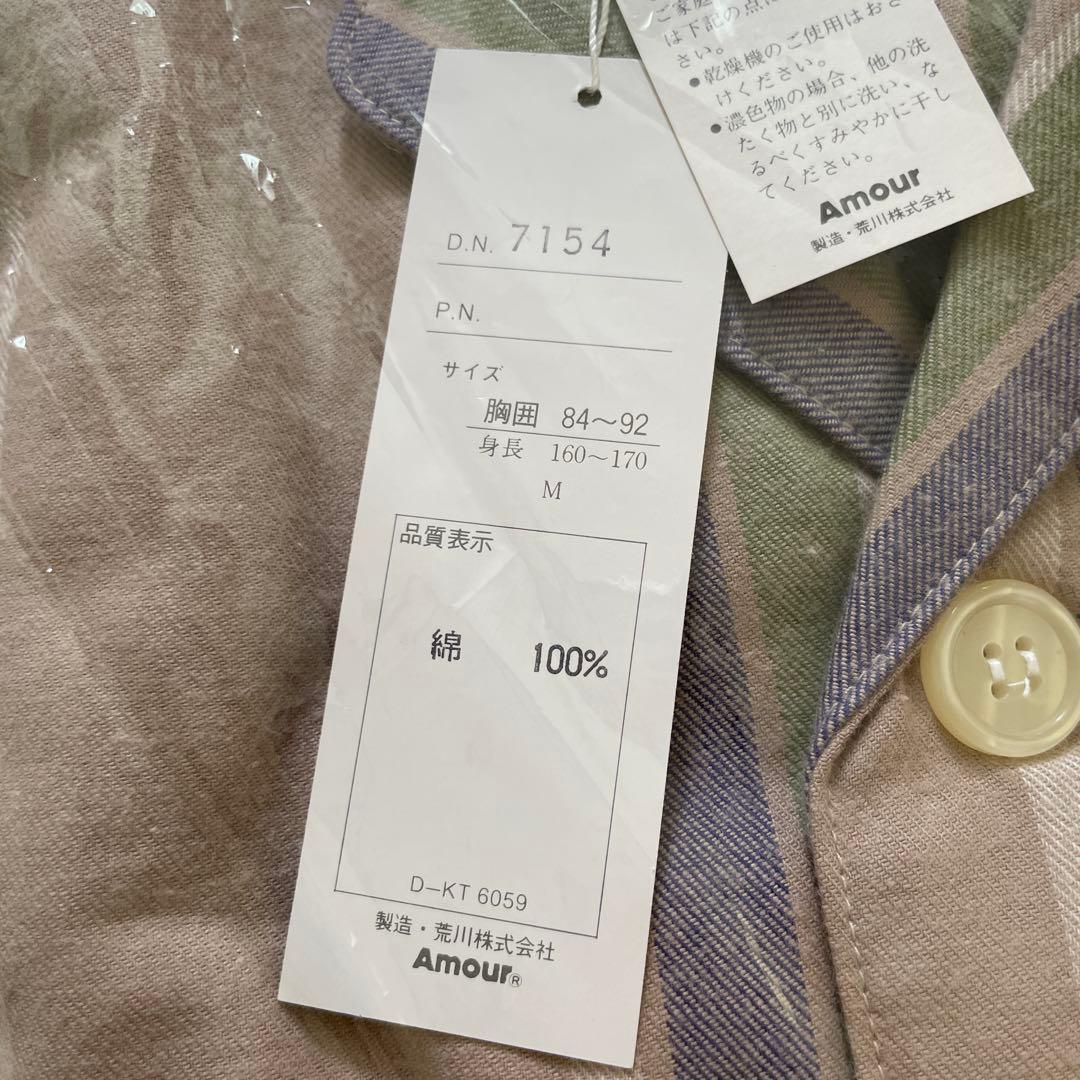 ご家庭
は下記の点に
さい。
●乾燥機のご使用はおさ
けください。
●濃色物の場合、他の洗
たく物と別に洗い、な
るべくすみやかに干し
てください。
Amour
製造・荒川株式会社
D.N. 7154
P.N.
サイズ
胸囲 84〜92
身長 160〜170
M
品質表示
綿 100%
D-KT 6059
製造・荒川株式会社
Amour®